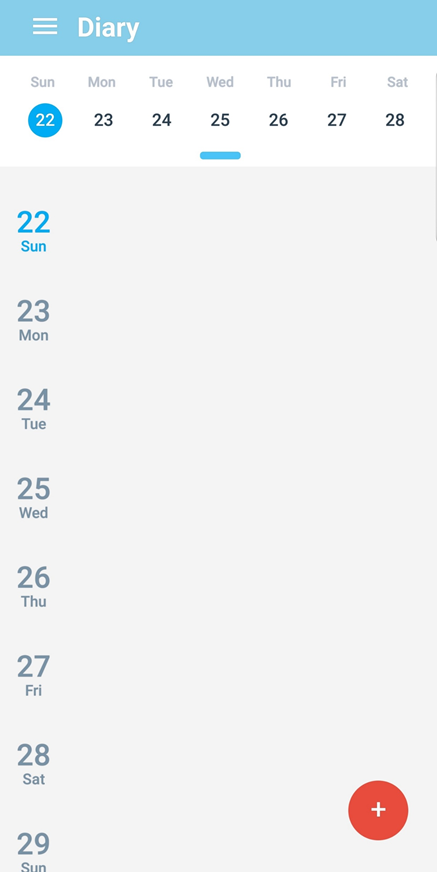 Diary
Sun Mon Tue Wed Thu Fri Sat
22 23 24 25 26 27 28
22
Sun
23
Mon
24
Tue
25
Wed
26
Thu
27
Fri
28
Sat
+
29
Sun